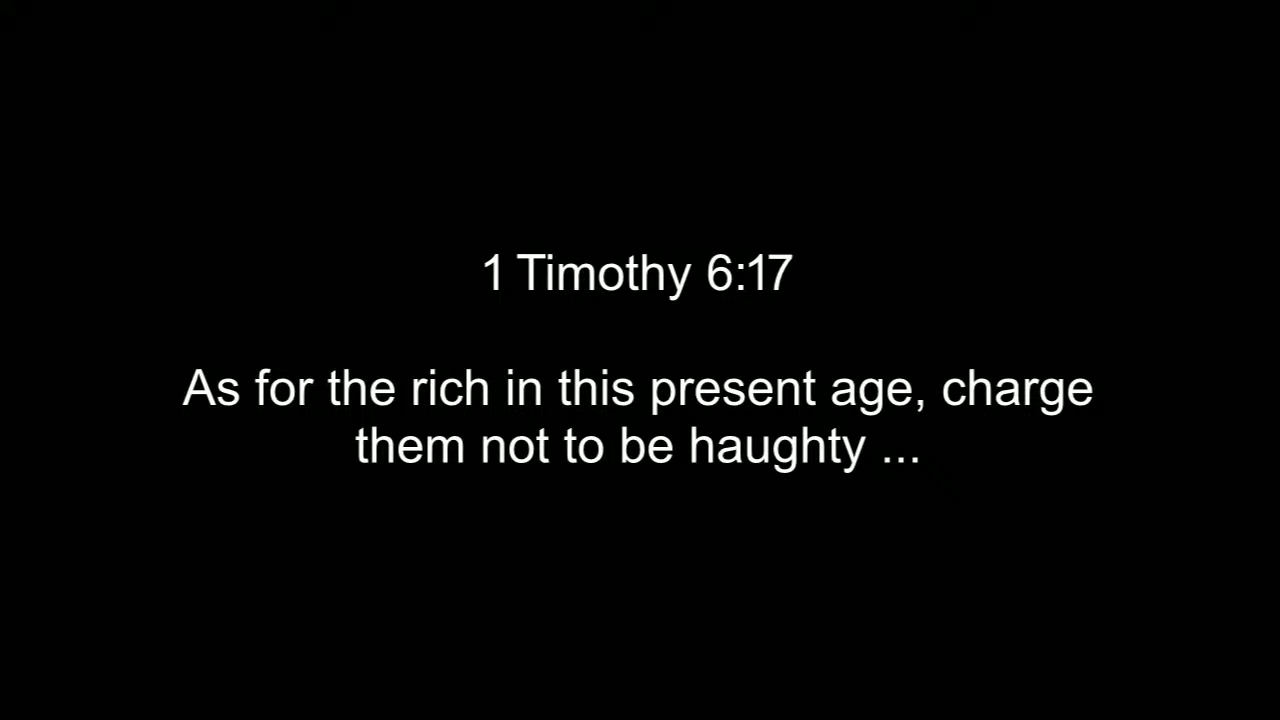 1 Timothy 6:17
As for the rich in this present age, charge
them not to be haughty ...